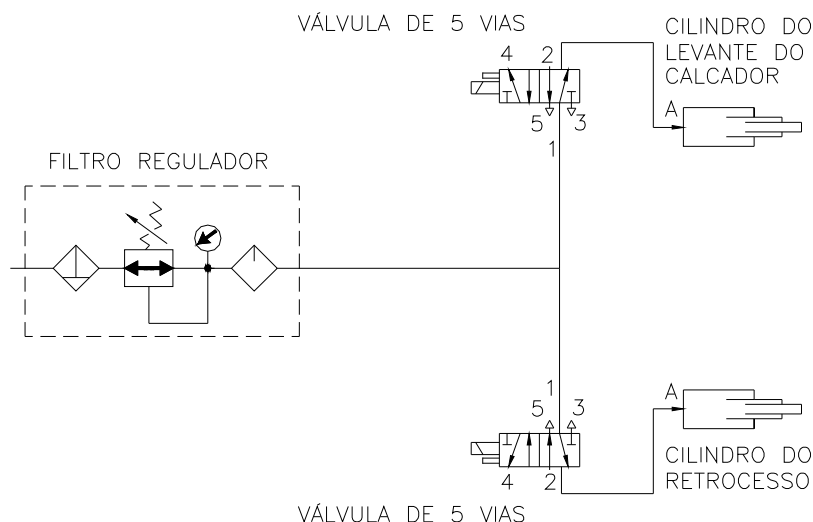 VÁLVULA DE 5 VIAS
4 2
5 3
1
CILINDRO DO
LEVANTE DO
CALCADOR
A
FILTRO REGULADOR
1
5 3
4 2
A
CILINDRO DO
RETROCESSO
VÁLVULA DE 5 VIAS